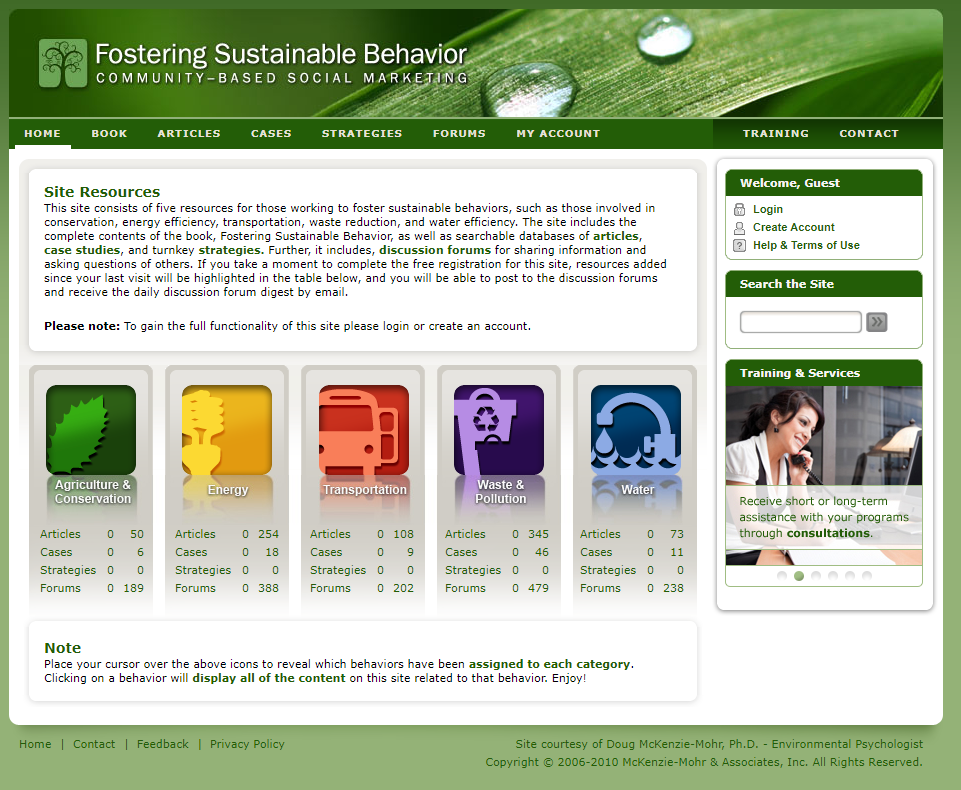 Fostering Sustainable Behavior
COMMUNITY-BASED SOCIAL MARKETING
HOME BOOK ARTICLES CASES STRATEGIES FORUMS MY ACCOUNT TRAINING CONTACT
Site Resources
This site consists of five resources for those working to foster sustainable behaviors, such as those involved in
conservation, energy efficiency, transportation, waste reduction, and water efficiency. The site includes the
complete contents of the book, Fostering Sustainable Behavior, as well as searchable databases of articles,
case studies, and turnkey strategies. Further, it includes, discussion forums for sharing information and
asking questions of others. If you take a moment to complete the free registration for this site, resources added
since your last visit will be highlighted in the table below, and you will be able to post to the discussion forums
and receive the daily discussion forum digest by email.
Please note: To gain the full functionality of this site please login or create an account.
Agriculture &
Conservation
Articles 0 50
Cases 0 6
Strategies 0 0
Forums 0 189
Energy
Articles 0 254
Cases 0 18
Strategies 0 0
Forums 0 388
Transportation
Articles 0 108
Cases 0 9
Strategies 0 0
Forums 0 202
Waste &
Pollution
Articles 0 345
Cases 0 46
Strategies 0 0
Forums 0 479
Water
Articles 0 73
Cases 0 11
Strategies 0 0
Forums 0 238
Note
Place your cursor over the above icons to reveal which behaviors have been assigned to each category.
Clicking on a behavior will display all of the content on this site related to that behavior. Enjoy!
Welcome, Guest
Login
Create Account
? Help & Terms of Use
Search the Site
»
Training & Services
Receive short or long-term
assistance with your programs
through consultations.
Home | Contact | Feedback | Privacy Policy
Site courtesy of Doug McKenzie-Mohr, Ph.D. - Environmental Psychologist
Copyright © 2006-2010 McKenzie-Mohr & Associates, Inc. All Rights Reserved.